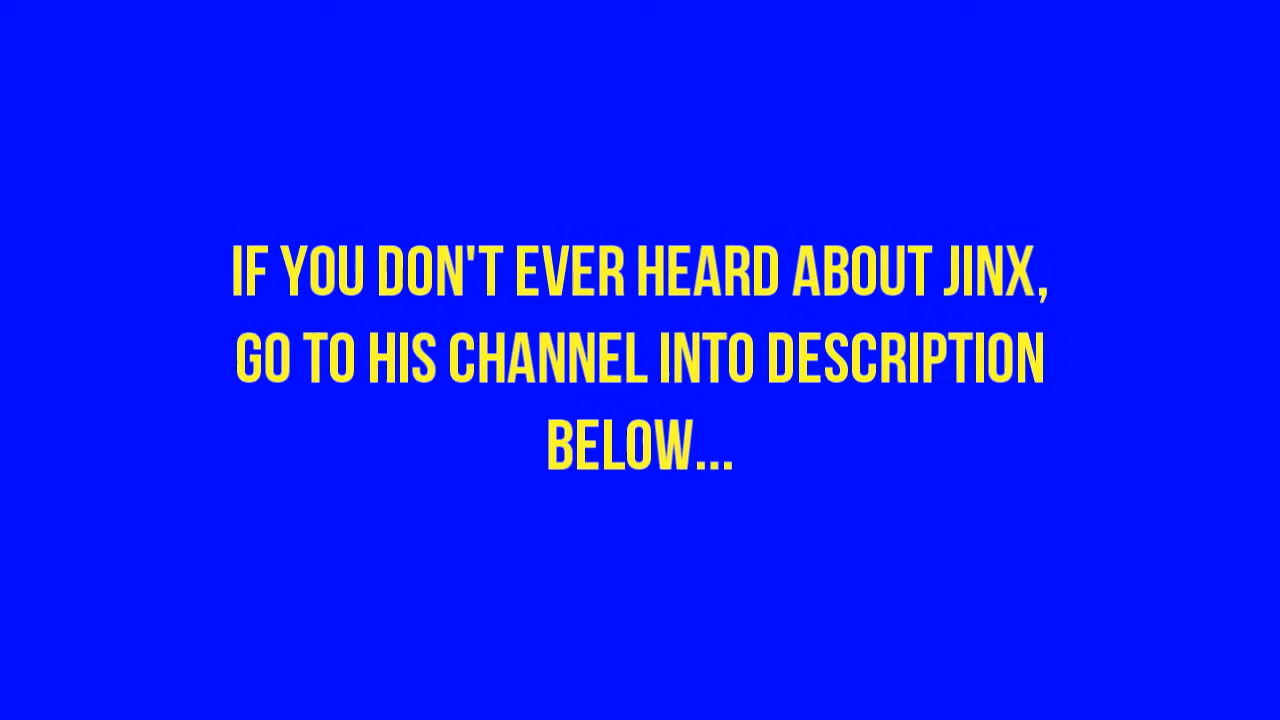 IF YOU DON'T EVER HEARD ABOUT JINX,
GO TO HIS CHANNEL INTO DESCRIPTION
BELOW...